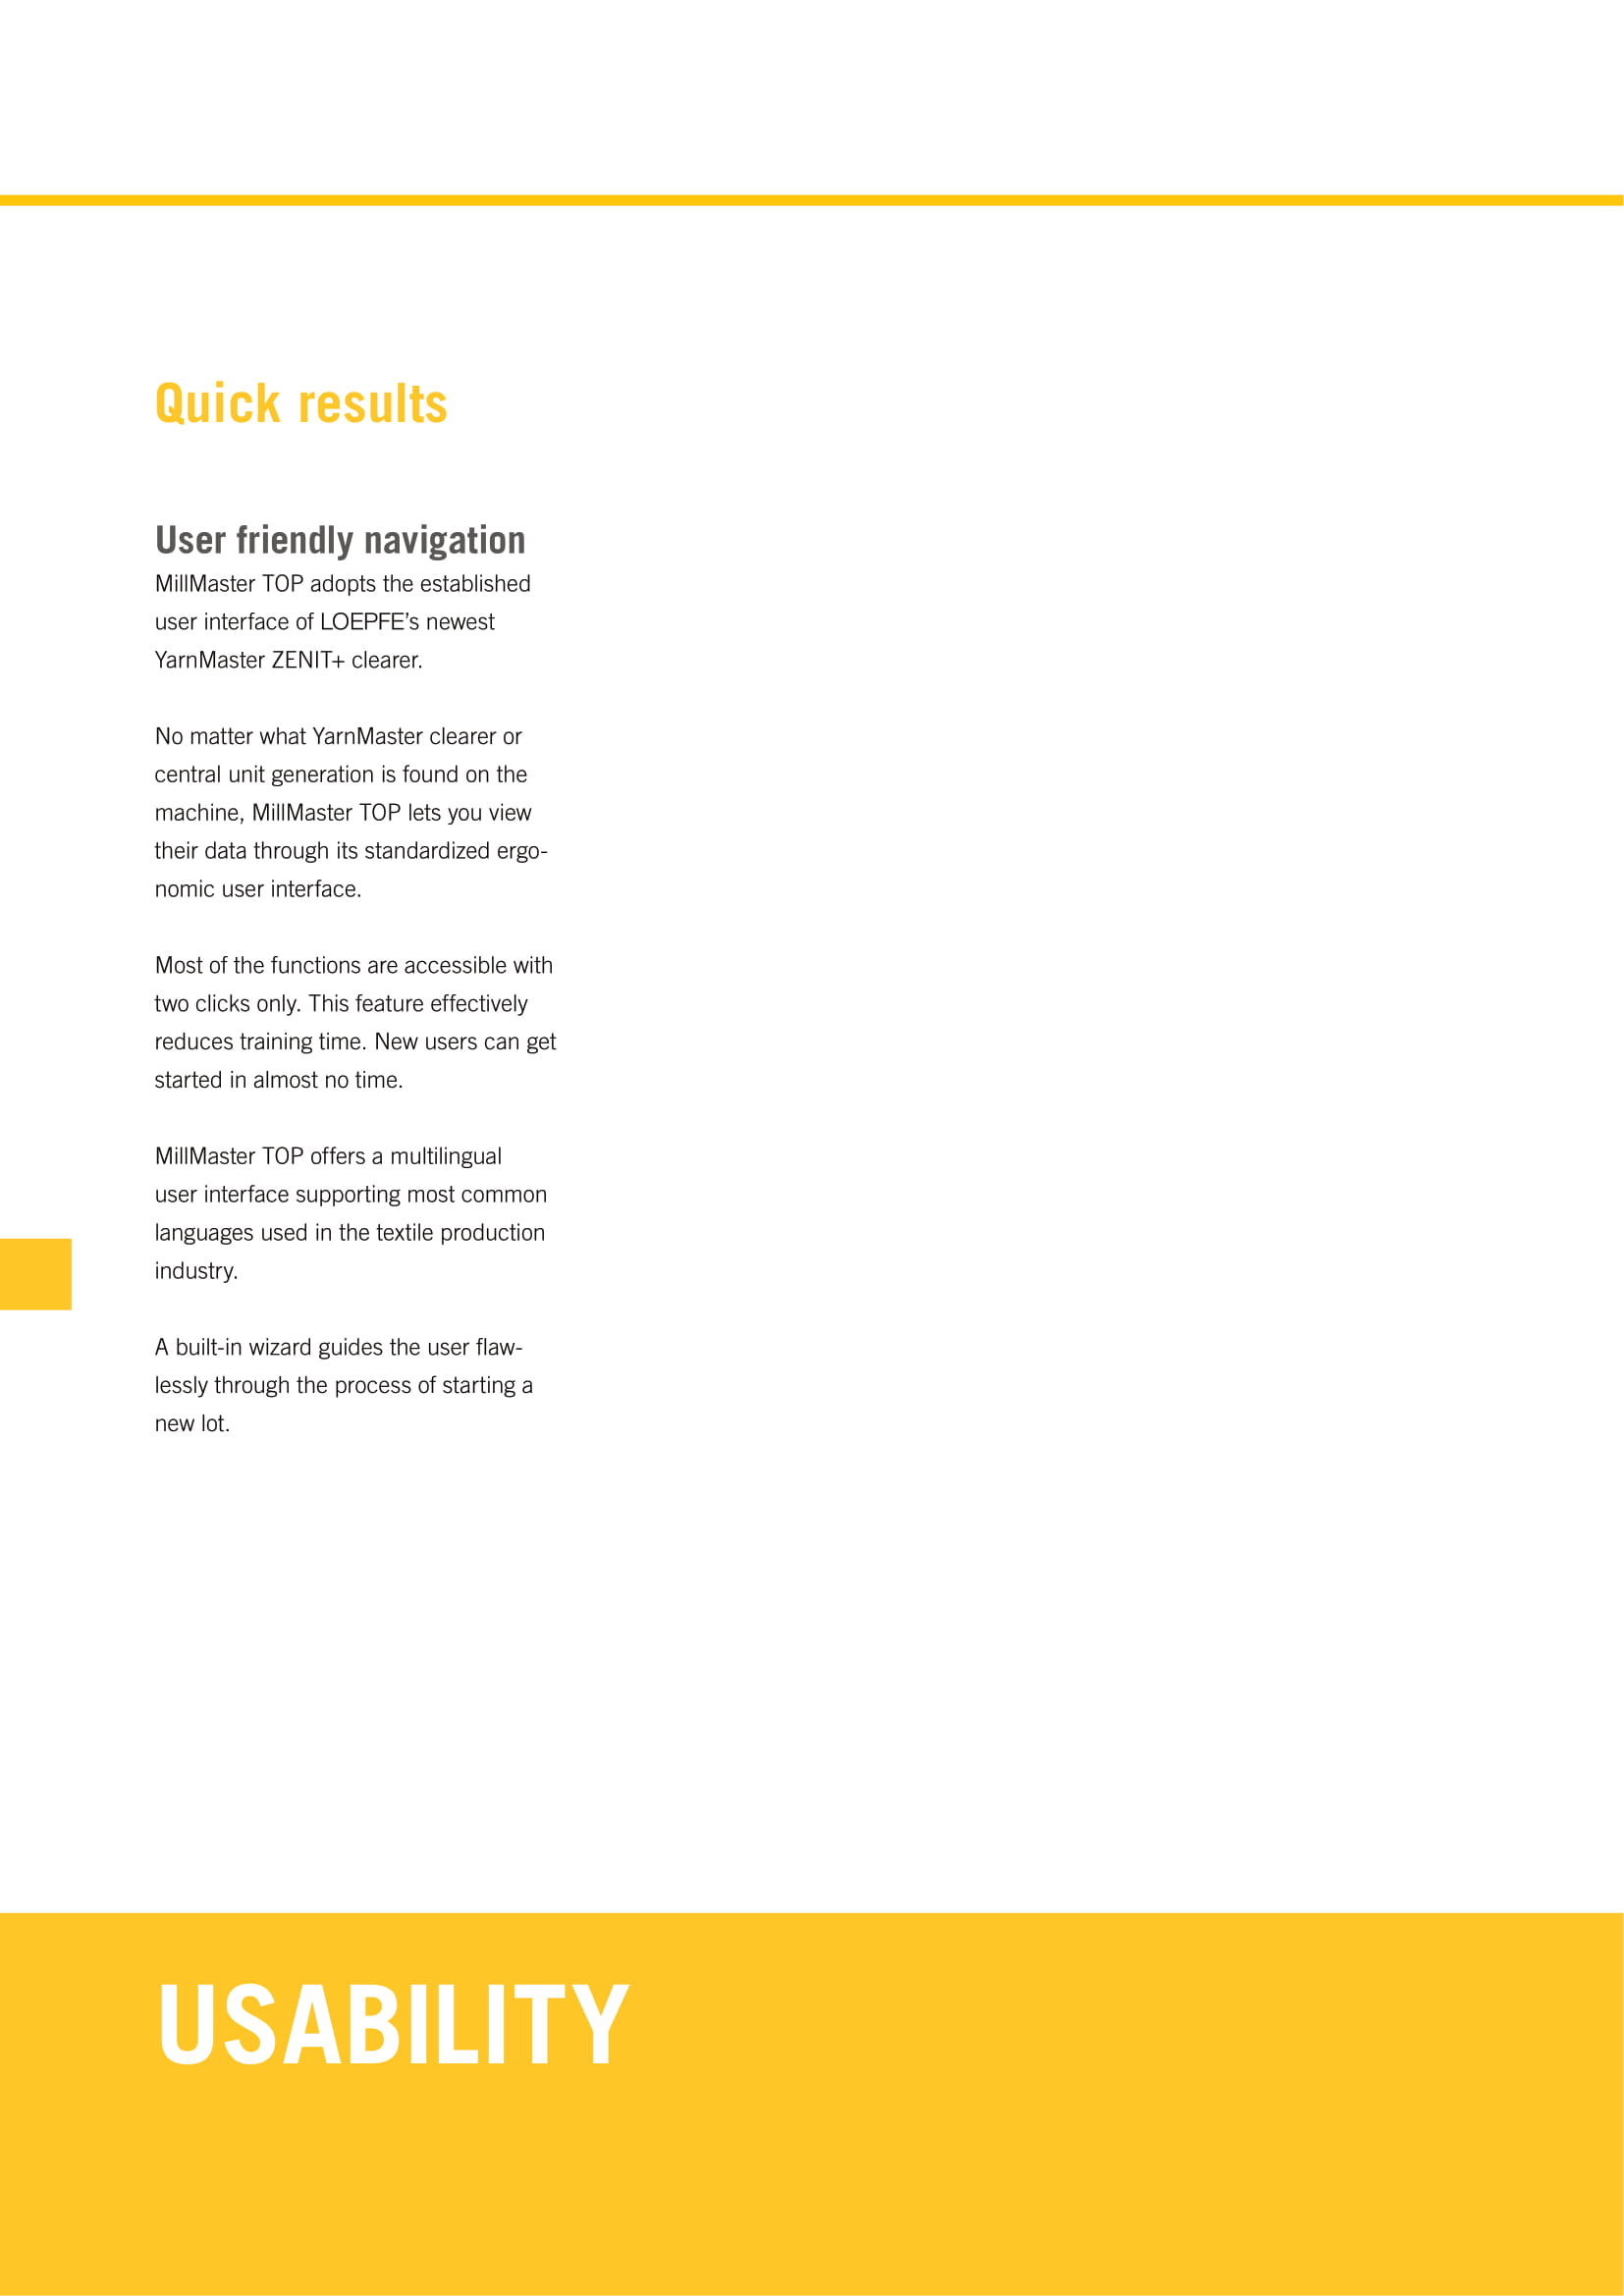 Quick results
User friendly navigation
MillMaster TOP adopts the established
user interface of LOEPFE’s newest
YarnMaster ZENIT+ clearer.
No matter what YarnMaster clearer or
central unit generation is found on the
machine, MillMaster TOP lets you view
their data through its standardized ergo-
nomic user interface.
Most of the functions are accessible with
two clicks only. This feature effectively
reduces training time. New users can get
started in almost no time.
MillMaster TOP offers a multilingual
user interface supporting most common
languages used in the textile production
industry.
A built-in wizard guides the user flaw-
lessly through the process of starting a
new lot.
USABILITY